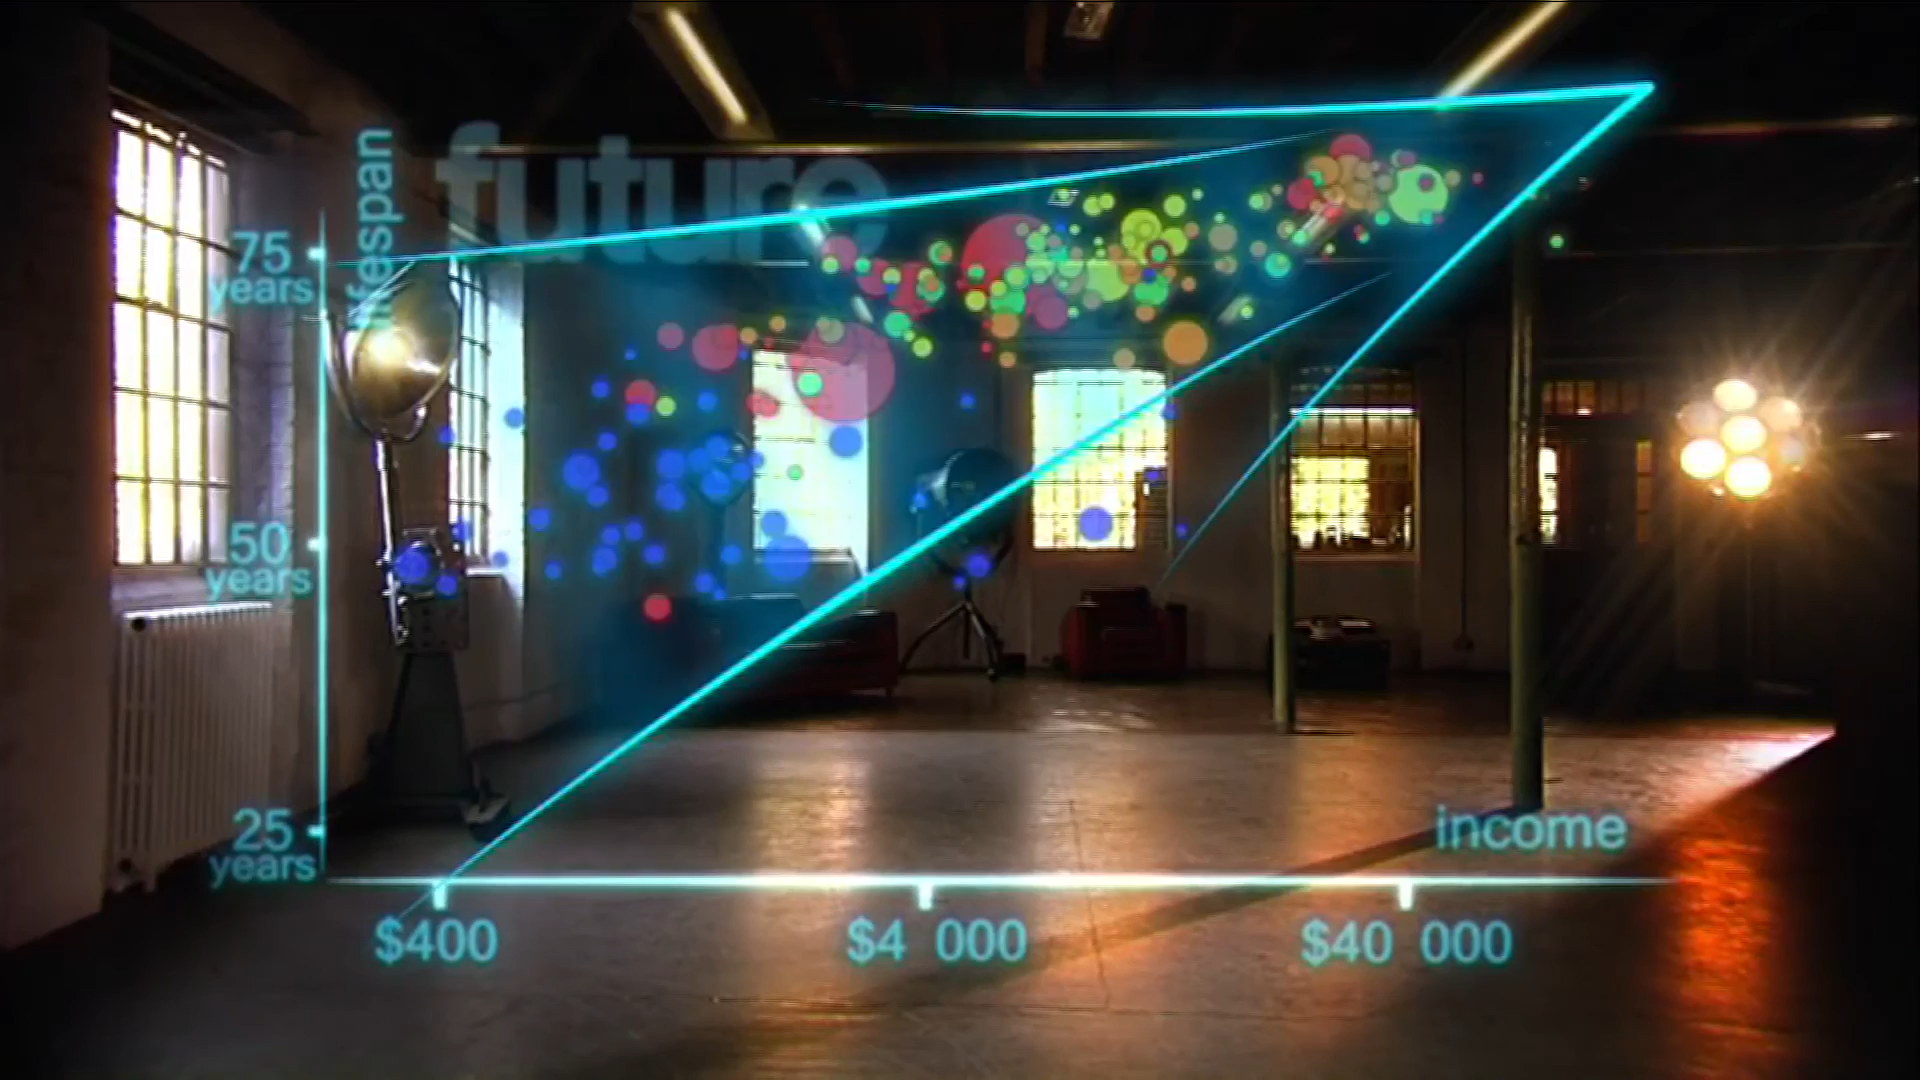 future
lifespan
75
years
50
years
25
years
income
$400
$4 000
$40 000